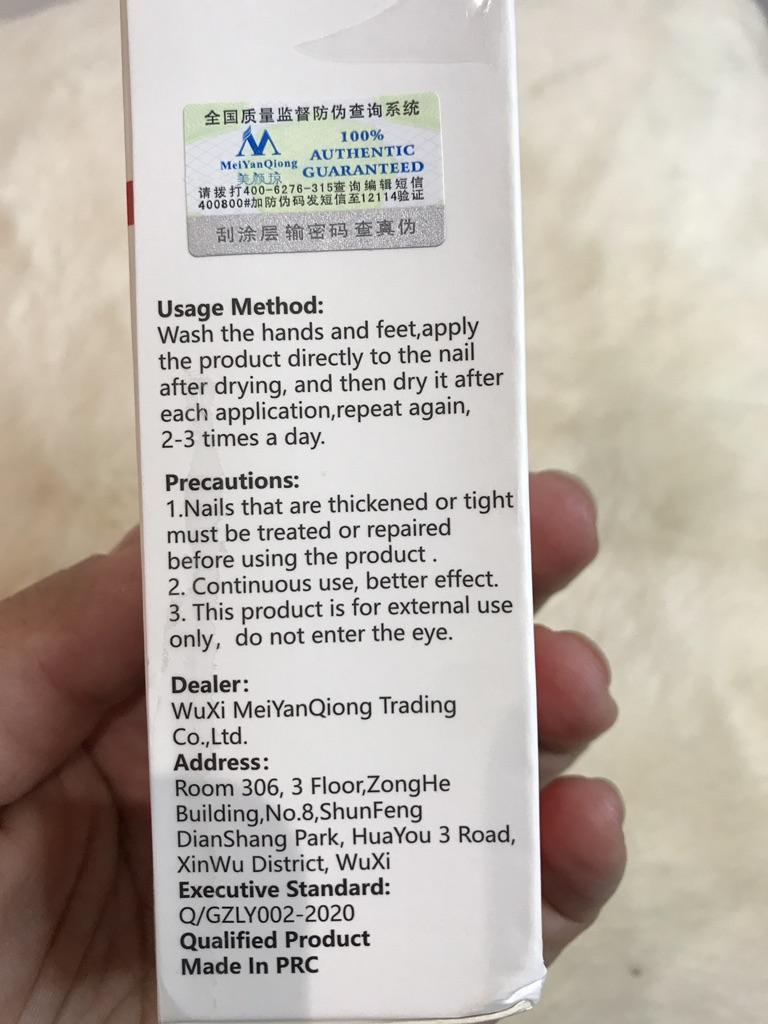 全国质量监督防伪查询系统
MeiYanQiong
美颜琼
100%
AUTHENTIC
GUARANTEED
请拨打400-6276-315查询编辑短信
400800#加防伪码发短信至12114验证
刮涂层 输密码 查真伪
Usage Method:
Wash the hands and feet,apply
the product directly to the nail
after drying, and then dry it after
each application,repeat again,
2-3 times a day.
Precautions:
1.Nails that are thickened or tight
must be treated or repaired
before using the product .
2. Continuous use, better effect.
3. This product is for external use
only，do not enter the eye.
Dealer:
WuXi MeiYanQiong Trading
Co.,Ltd.
Address:
Room 306, 3 Floor,ZongHe
Building,No.8,ShunFeng
DianShang Park, HuaYou 3 Road,
XinWu District, WuXi
Executive Standard:
Q/GZLY002-2020
Qualified Product
Made In PRC